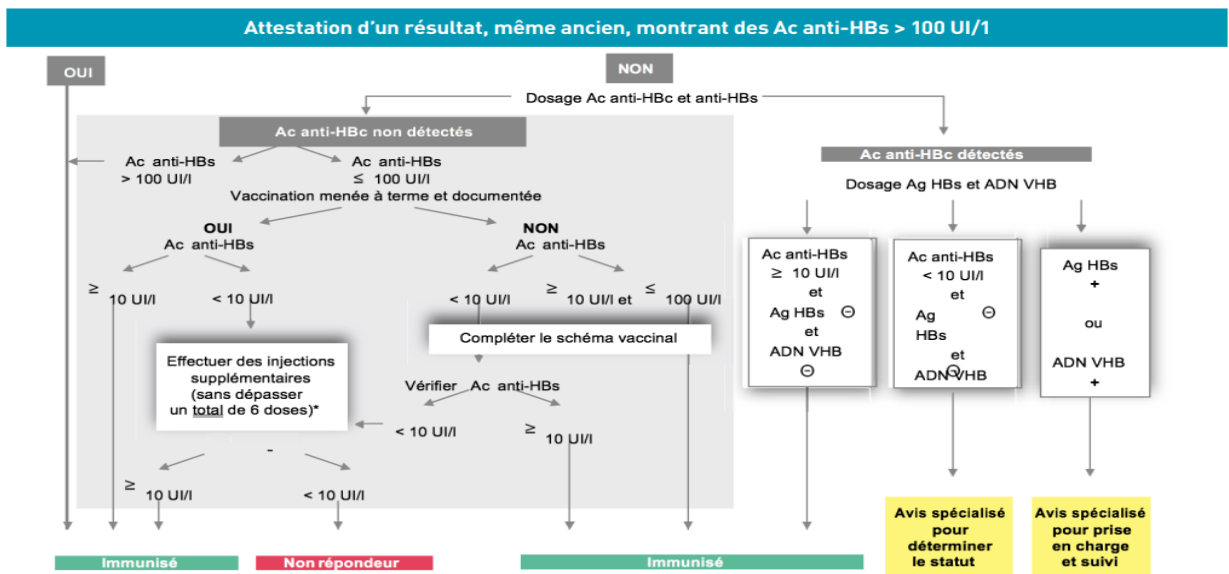 Attestation d'un résultat, même ancien, montrant des Ac anti-HBs > 100 UI/1
OUI
NON
Dosage Ac anti-HBc et anti-HBs
Ac anti-HBc non détectés
Ac anti-HBs
> 100 UI/l
Ac anti-HBs
≤ 100 UI/l
Vaccination menée à terme et documentée
OUI
Ac anti-HBs
NON
Ac anti-HBs
≥ 10 UI/l
< 10 UI/l
< 10 UI/l
≥ 10 UI/l et ≤ 100 UI/l
Effectuer des injections
supplémentaires
(sans dépasser
un total de 6 doses)*
Compléter le schéma vaccinal
Vérifier Ac anti-HBs
< 10 UI/l
≥ 10 UI/l
-
≥ 10 UI/l
< 10 UI/l
Ac anti-HBc détectés
Dosage Ag HBs et ADN VHB
Ac anti-HBs
≥ 10 UI/l
et
Ag HBs ⊖
et
ADN VHB
⊖
Ac anti-HBs
< 10 UI/l
et
Ag ⊖
HBs
et
ADN VHB
⊖
Ag HBs
+
ou
ADN VHB
+
Immunisé
Non répondeur
Immunisé
Avis spécialisé
pour
déterminer
le statut
Avis spécialisé
pour prise
en charge
et suivi